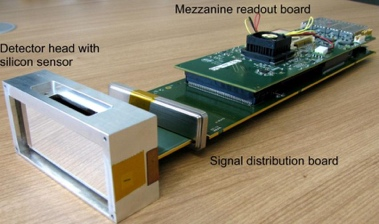 Mezzanine readout board
Detector head with
silicon sensor
Signal distribution board